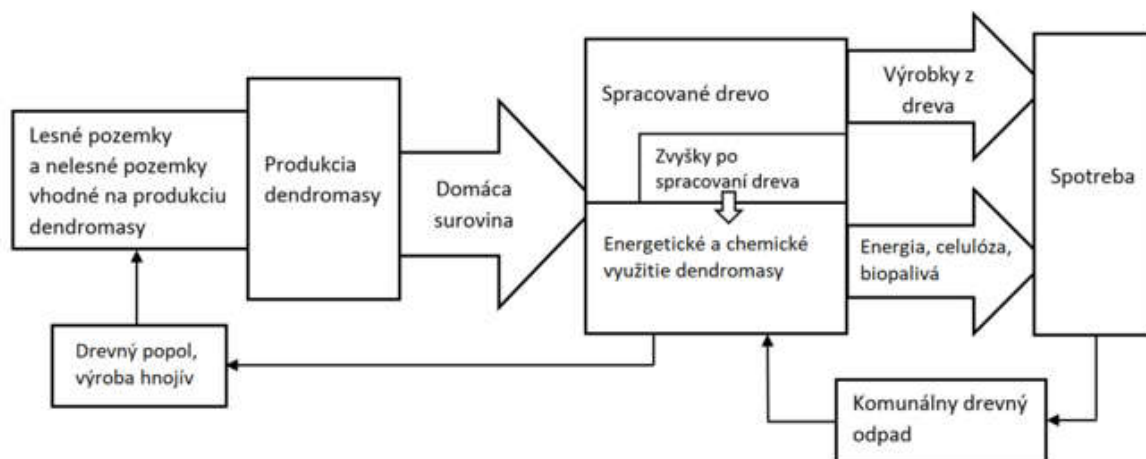 Lesné pozemky
a nelesné pozemky
vhodné na produkciu
dendromasy
Produkcia
dendromasy
Domáca
surovina
Spracované drevo
Zvyšky po
spracovaní dreva
Energetické a chemické
využitie dendromasy
Výrobky z
dreva
Energia, celulóza,
biopalivá
Spotreba
Drevný popol,
výroba hnojív
Komunálny drevný
odpad